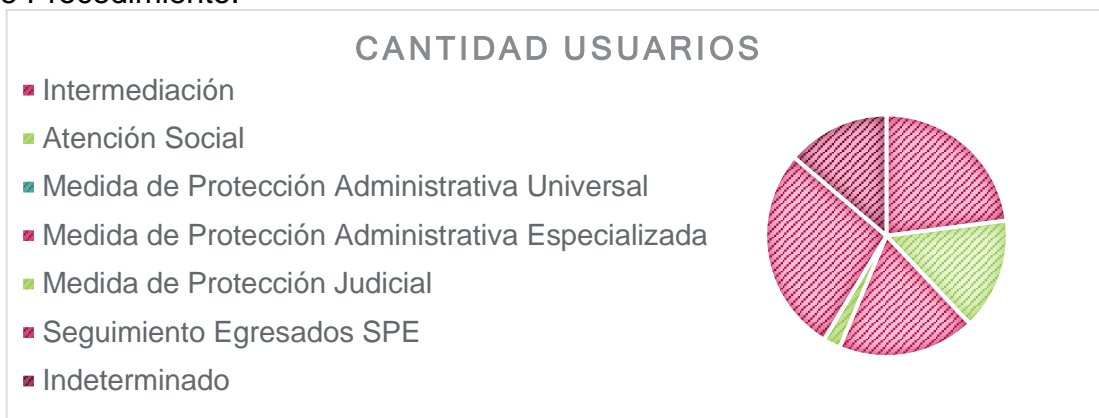 Procedimiento.
CANTIDAD USUARIOS
Intermediación
Atención Social
Medida de Protección Administrativa Universal
Medida de Protección Administrativa Especializada
Medida de Protección Judicial
Seguimiento Egresados SPE
Indeterminado